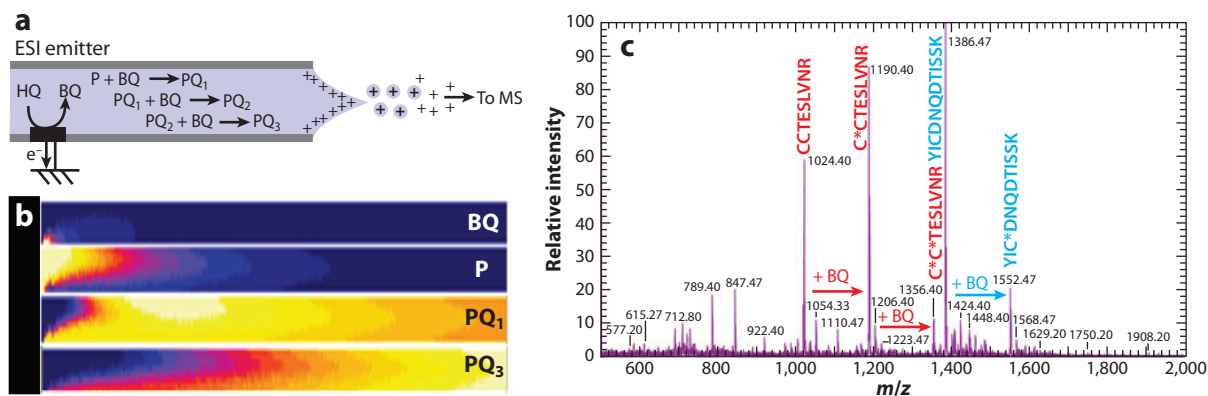 a
ESI emitter
HQ BQ
P + BQ → PQ₁
PQ₁ + BQ → PQ₂
PQ₂ + BQ → PQ₃
e⁻
+ + + + + + + + + + + + + + + + + + + + + + + +
To MS
b
BQ
P
PQ₁
PQ₃
c
Relative intensity
100
90
80
70
60
50
40
30
20
10
0
600 800 1,000 1,200 1,400 1,600 1,800 2,000
m/z
CCTESLVNR
C*CTESLVNR
C*C*TESLVNR YICDNQDTISSK
YIC*DNQDTISSK
+ BQ
+ BQ
+ BQ
577.20
615.27
712.80
789.40
847.47
922.40
1024.40
1054.33
1110.47
1190.40
1206.40
1223.47
1356.40
1386.47
1424.40
1448.40
1552.47
1568.47
1629.20
1750.20
1908.20